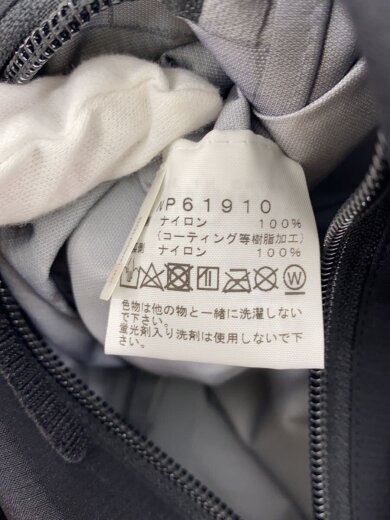 P61910
ナイロン 100%
(コーティング等樹脂加工)
ナイロン 100%
W
色物は他の物と一緒に洗濯しない
で下さい。
蛍光剤入り洗剤は使用しないで下
さい。